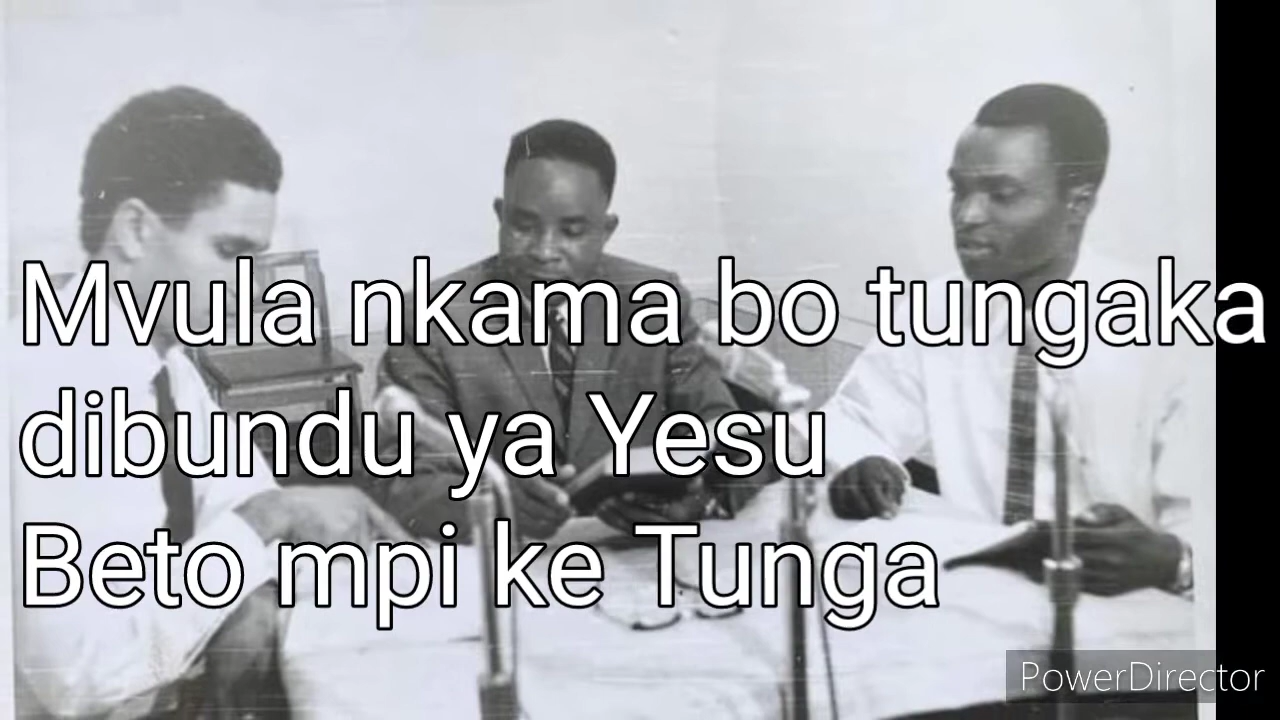 Mvula nkama bo tungaka
dibundu ya Yesu
Beto mpi ke Tunga
PowerDirector